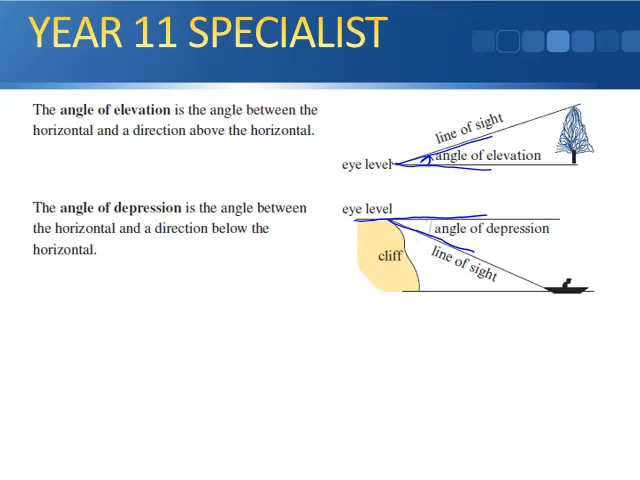 YEAR 11 SPECIALIST
The angle of elevation is the angle between the
horizontal and a direction above the horizontal.
line of sight
angle of elevation
eye level
The angle of depression is the angle between
the horizontal and a direction below the
horizontal.
eye level
angle of depression
cliff
line of sight